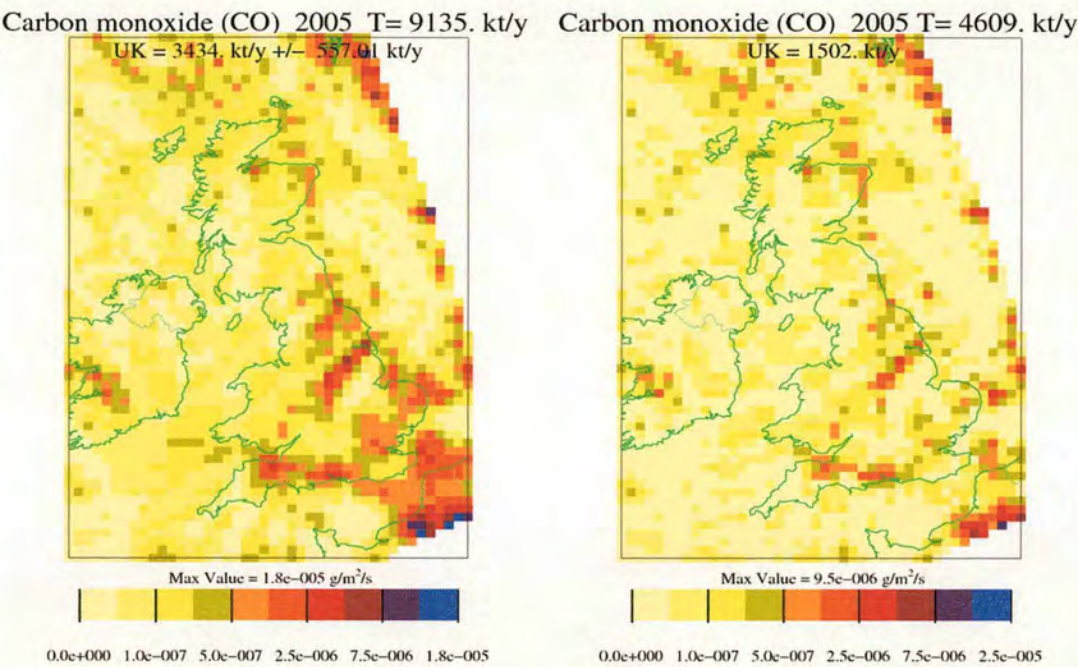 Carbon monoxide (CO) 2005 T= 9135. kt/y
UK = 3434. kt/y +/- 557.01 kt/y
Max Value = 1.8e-005 g/m²/s
0.0e+000 1.0e-007 5.0e-007 2.5e-006 7.5e-006 1.8e-005
Carbon monoxide (CO) 2005 T= 4609. kt/y
UK = 1502. kt/y
Max Value = 9.5e-006 g/m²/s
0.0e+000 1.0e-007 5.0e-007 2.5e-006 7.5e-006 2.5e-005